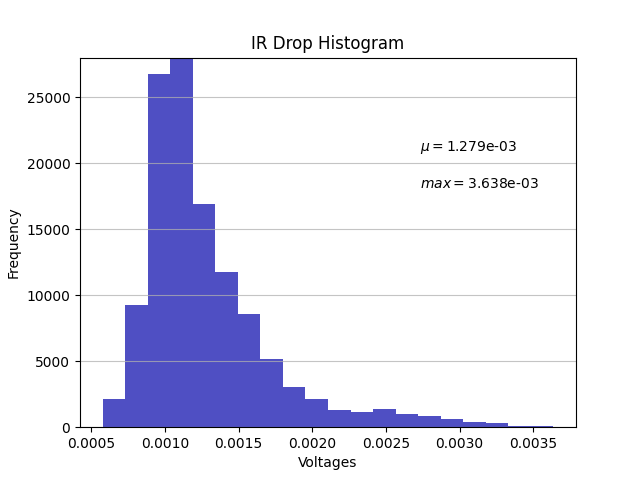 IR Drop Histogram
25000
20000
15000
10000
5000
0
Frequency
μ = 1.279e-03
max = 3.638e-03
0.0005 0.0010 0.0015 0.0020 0.0025 0.0030 0.0035
Voltages